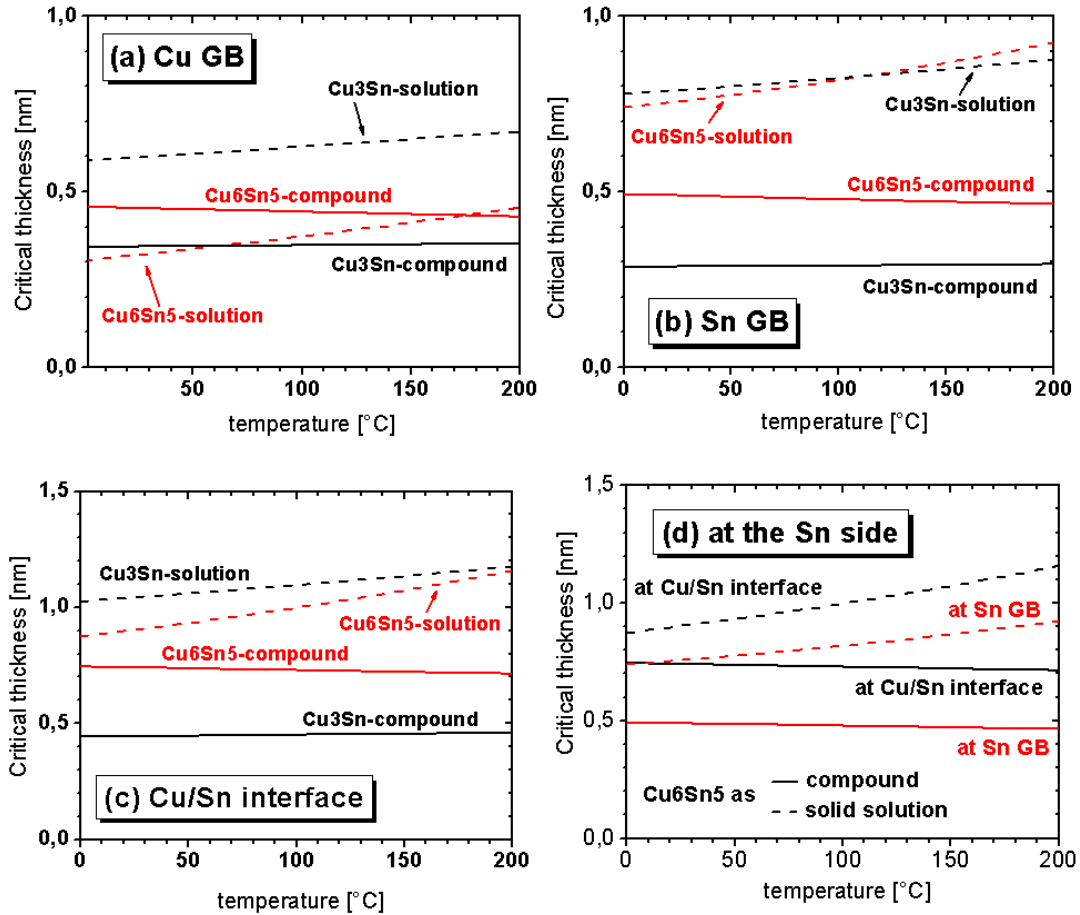 1,0
(a) Cu GB
Cu3Sn-solution
Cu6Sn5-compound
0,5
Cu3Sn-compound
Cu6Sn5-solution
0,0
50
100
150
200
Critical thickness [nm]
temperature [°C]
1,0
Cu3Sn-solution
Cu6Sn5-solution
Cu6Sn5-compound
0,5
Cu3Sn-compound
(b) Sn GB
0,0
0
50
100
150
200
Critical thickness [nm]
temperature [°C]
1,5
Cu3Sn-solution
1,0
Cu6Sn5-solution
Cu6Sn5-compound
Cu3Sn-compound
0,5
(c) Cu/Sn interface
0,0
0
50
100
150
200
Critical thickness [nm]
temperature [°C]
1,5
(d) at the Sn side
at Cu/Sn interface
at Sn GB
1,0
at Cu/Sn interface
0,5
at Sn GB
Cu6Sn5 as
compound
solid solution
0,0
0
50
100
150
200
Critical thickness [nm]
temperature [°C]